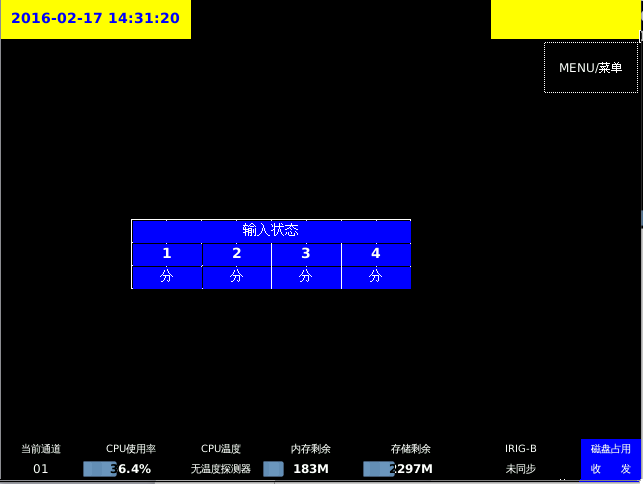 2016-02-17 14:31:20
MENU/菜单
输入状态
1 2 3 4
分 分 分 分
当前通道 CPU使用率 CPU温度 内存剩余 存储剩余 IRIG-B 磁盘占用
01 36.4% 无温度探测器 183M 2297M 未同步 收 发